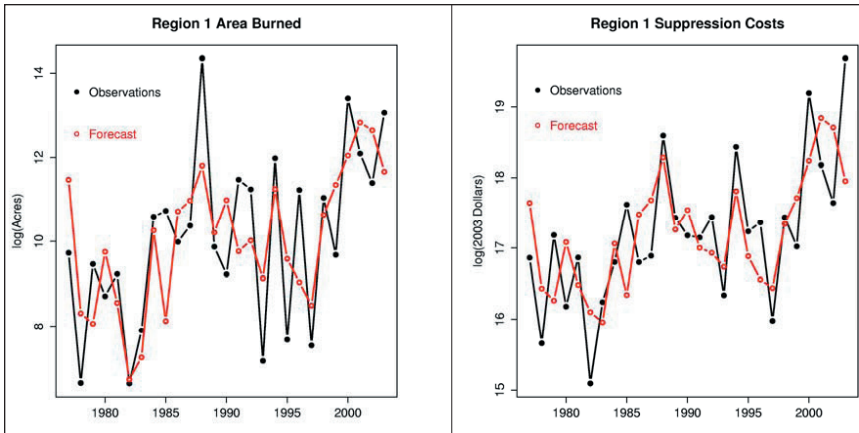 Region 1 Area Burned
log(Acres)
14
12
10
8
Observations
Forecast
1980 1985 1990 1995 2000
Region 1 Suppression Costs
log(2003 Dollars)
19
18
17
16
15
Observations
Forecast
1980 1985 1990 1995 2000